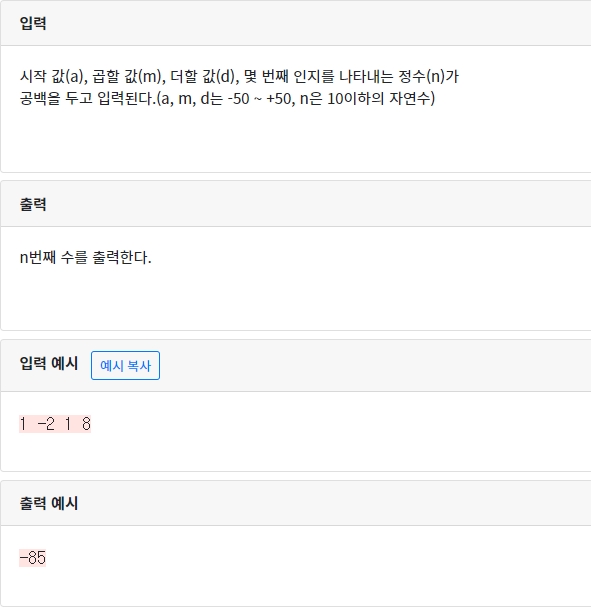 입력
시작 값(a), 곱할 값(m), 더할 값(d), 몇 번째 인지를 나타내는 정수(n)가
공백을 두고 입력된다.(a, m, d는 -50 ~ +50, n은 10이하의 자연수)
출력
n번째 수를 출력한다.
입력 예시 예시 복사
1 -2 1 8
출력 예시
-85